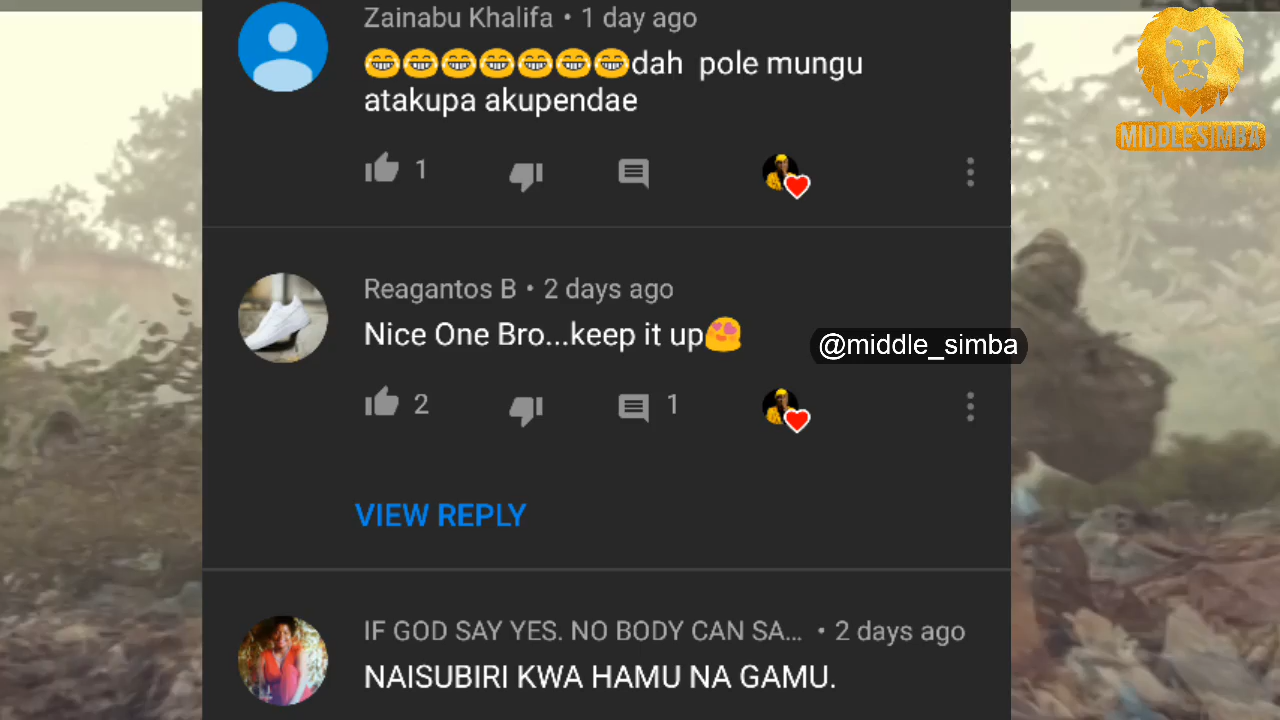 Zainabu Khalifa • 1 day ago
😁😁😁😁😁😁😁dah pole mungu
atakupa akupendae
1
MIDDLE SIMBA
Reagantos B • 2 days ago
Nice One Bro...keep it up😍
@middle_simba
2
1
VIEW REPLY
IF GOD SAY YES. NO BODY CAN SA... • 2 days ago
NAISUBIRI KWA HAMU NA GAMU.